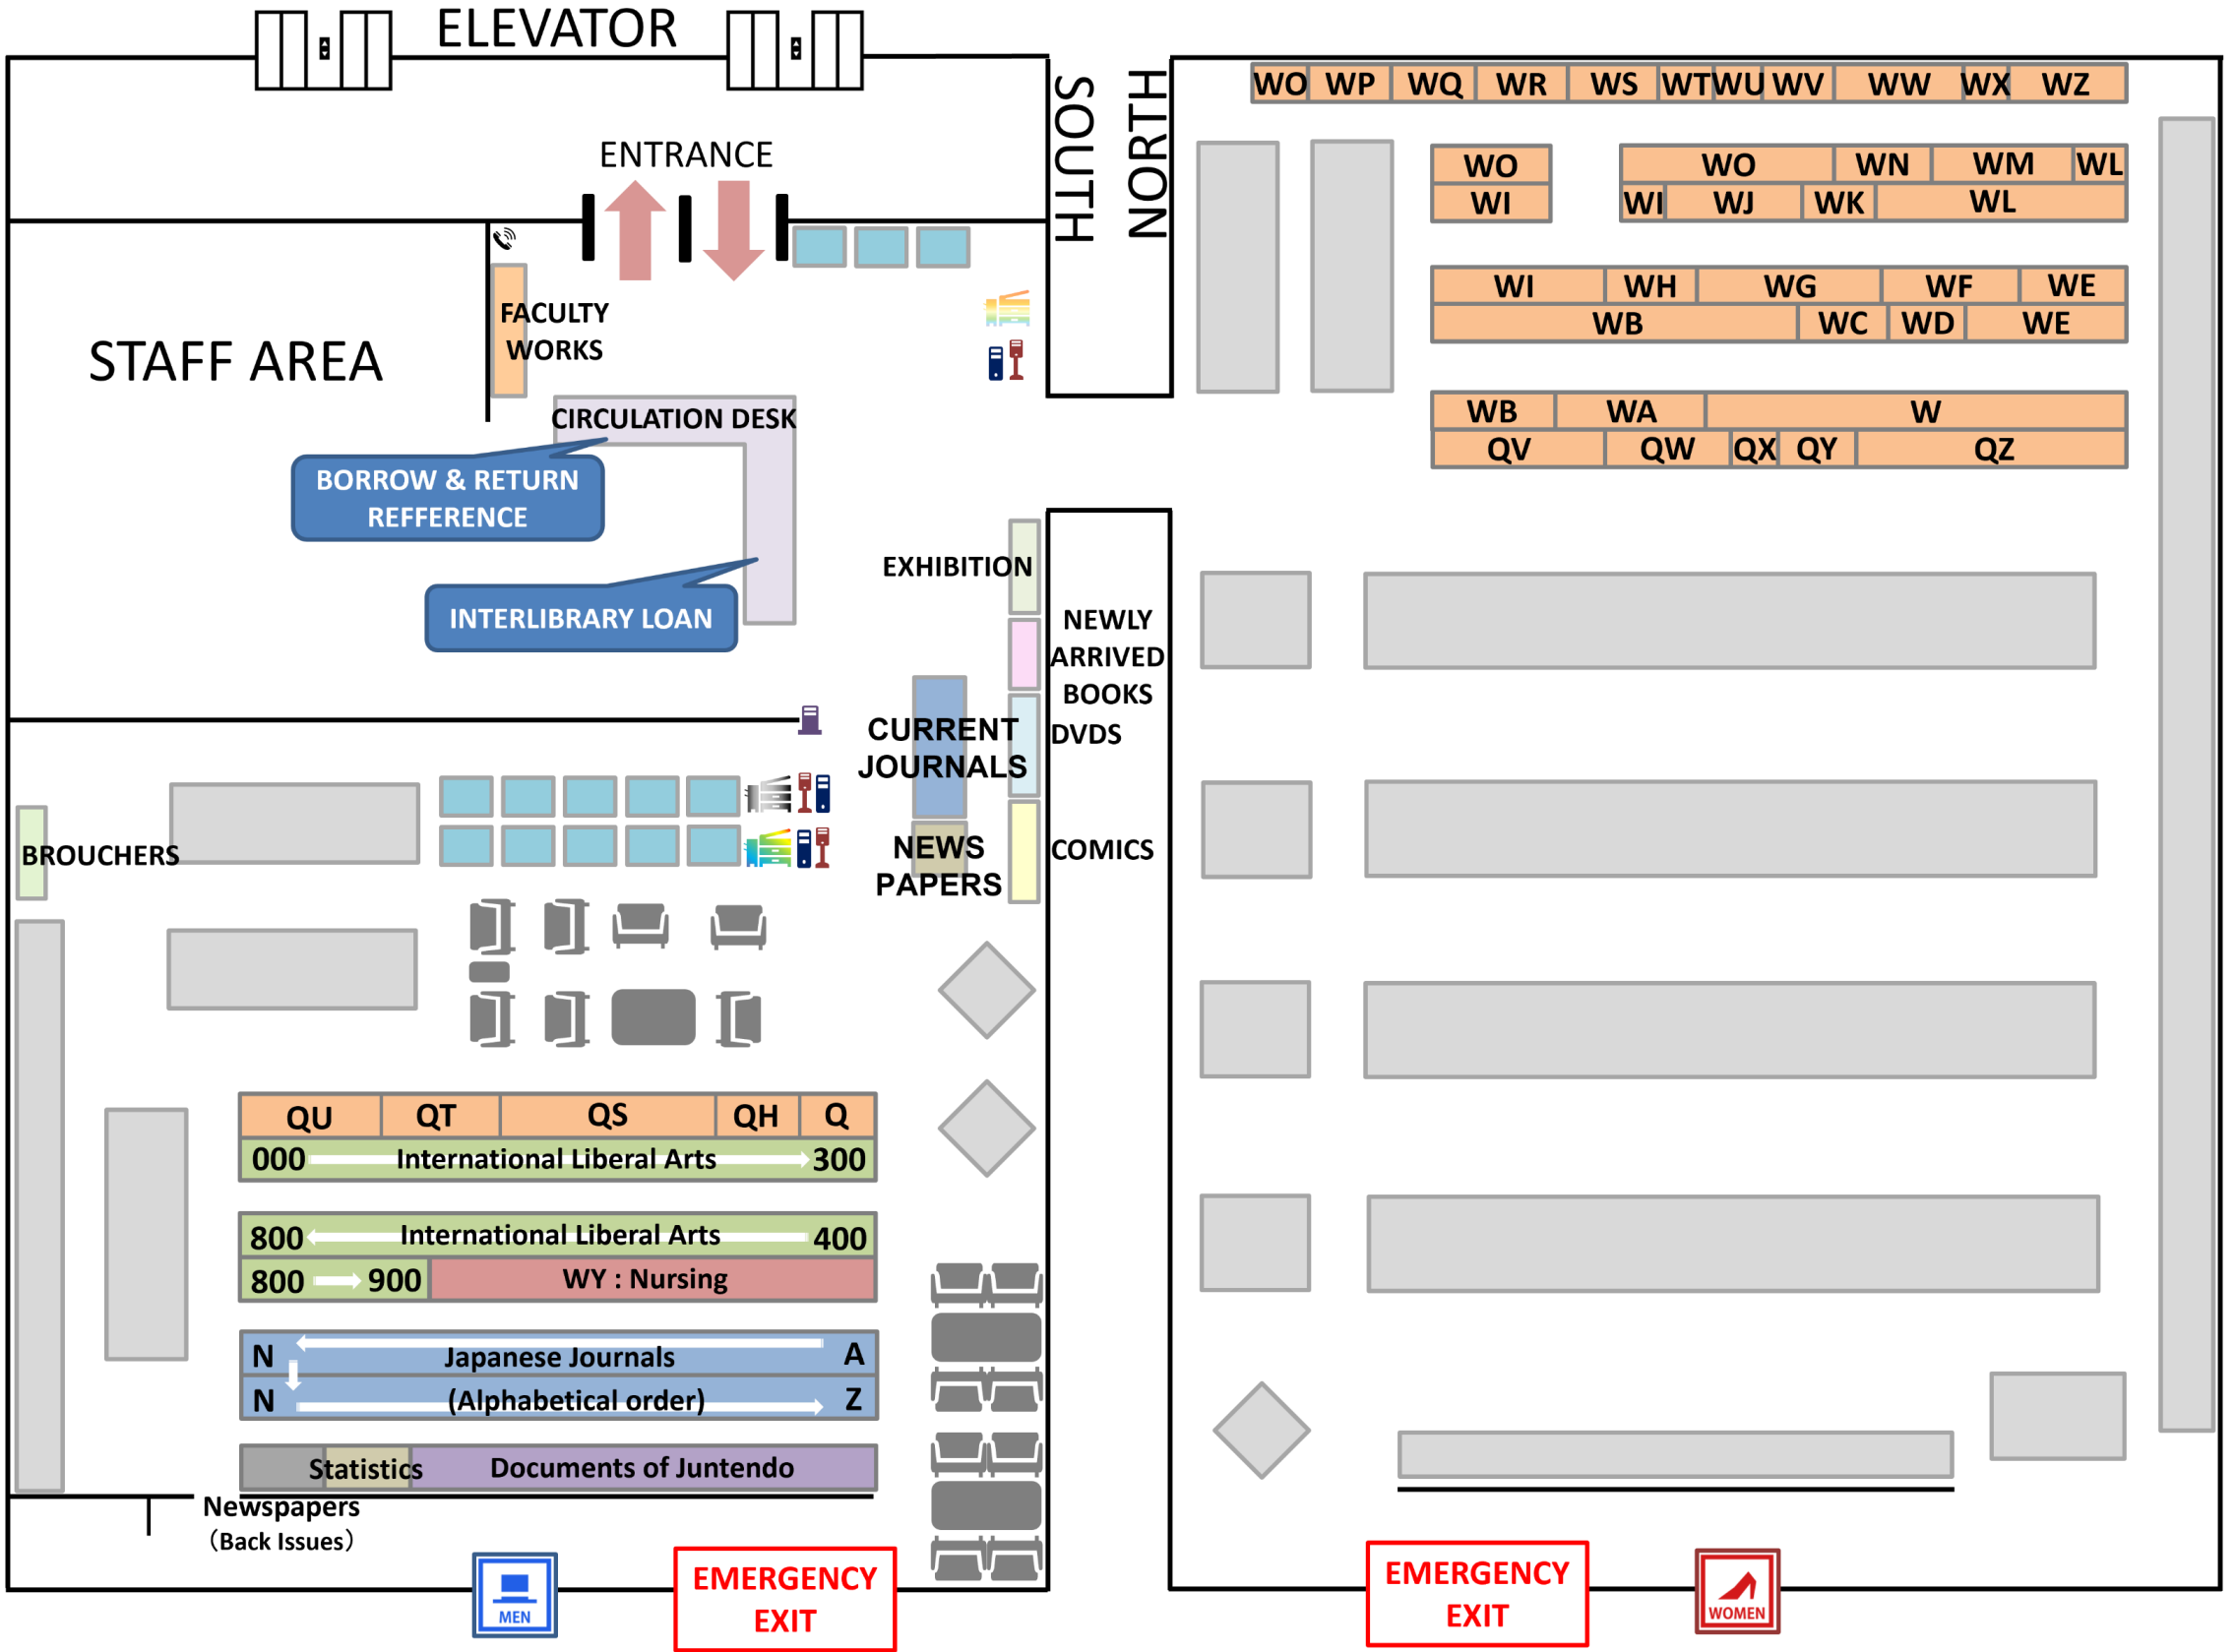 ELEVATOR
ENTRANCE
SOUTH
NORTH
FACULTY
WORKS
STAFF AREA
CIRCULATION DESK
BORROW & RETURN
REFFERENCE
INTERLIBRARY LOAN
EXHIBITION
NEWLY
ARRIVED
BOOKS
CURRENT
JOURNALS
DVDS
NEWS
PAPERS
COMICS
BROUCHERS
QU QT QS QH Q
000 International Liberal Arts 300
800 International Liberal Arts 400
800 900 WY : Nursing
N Japanese Journals A
N (Alphabetical order) Z
Statistics Documents of Juntendo
Newspapers
（Back Issues）
MEN
EMERGENCY
EXIT
WO WP WQ WR WS WT WU WV WW WX WZ
WO WO WN WM WL
WI WI WJ WK WL
WI WH WG WF WE
WB WC WD WE
WB WA W
QV QW QX QY QZ
EMERGENCY
EXIT
WOMEN